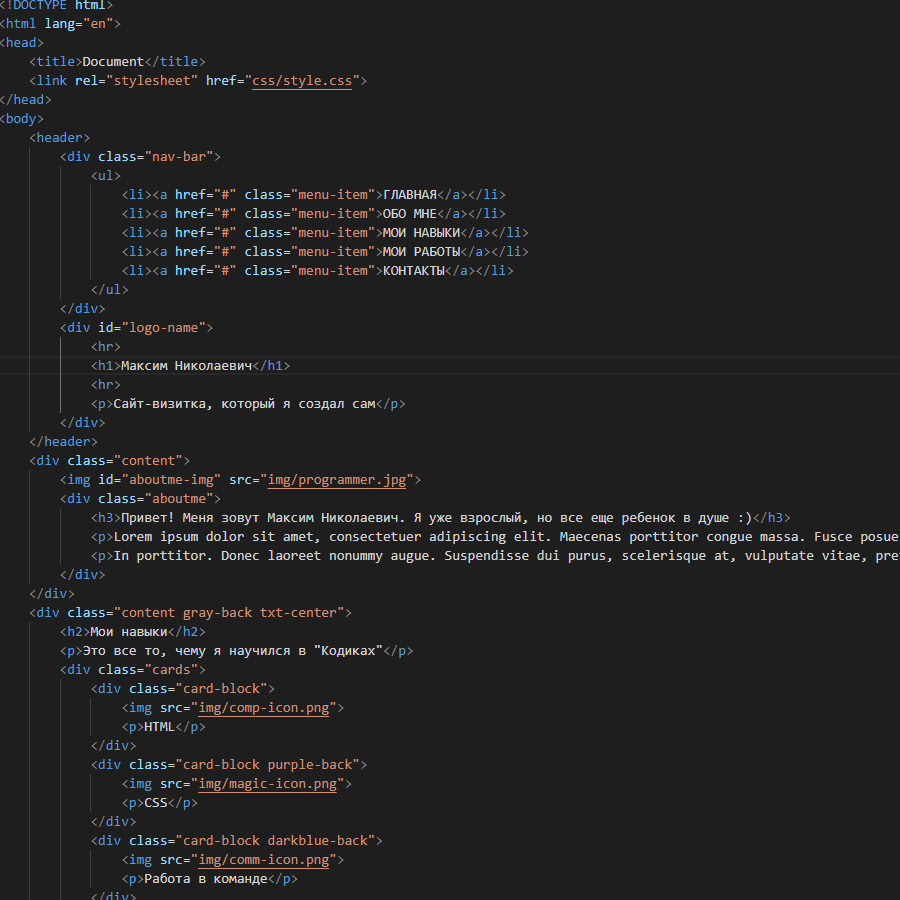 <!DOCTYPE html>
<html lang="en">
<head>
<title>Document</title>
<link rel="stylesheet" href="css/style.css">
</head>
<body>
<header>
<div class="nav-bar">
<ul>
<li><a href="#" class="menu-item">ГЛАВНАЯ</a></li>
<li><a href="#" class="menu-item">ОБО МНЕ</a></li>
<li><a href="#" class="menu-item">МОИ НАВЫКИ</a></li>
<li><a href="#" class="menu-item">МОИ РАБОТЫ</a></li>
<li><a href="#" class="menu-item">КОНТАКТЫ</a></li>
</ul>
</div>
<div id="logo-name">
<hr>
<h1>Максим Николаевич</h1>
<hr>
<p>Сайт-визитка, который я создал сам</p>
</div>
</header>
<div class="content">
<img id="aboutme-img" src="img/programmer.jpg">
<div class="aboutme">
<h3>Привет! Меня зовут Максим Николаевич. Я уже взрослый, но все еще ребенок в душе :)</h3>
<p>Lorem ipsum dolor sit amet, consectetuer adipiscing elit. Maecenas porttitor congue massa. Fusce posue
<p>In porttitor. Donec laoreet nonummy augue. Suspendisse dui purus, scelerisque at, vulputate vitae, pre
</div>
</div>
<div class="content gray-back txt-center">
<h2>Мои навыки</h2>
<p>Это все то, чему я научился в "Кодиках"</p>
<div class="cards">
<div class="card-block">
<img src="img/comp-icon.png">
<p>HTML</p>
</div>
<div class="card-block purple-back">
<img src="img/magic-icon.png">
<p>CSS</p>
</div>
<div class="card-block darkblue-back">
<img src="img/comm-icon.png">
<p>Работа в команде</p>
</div>